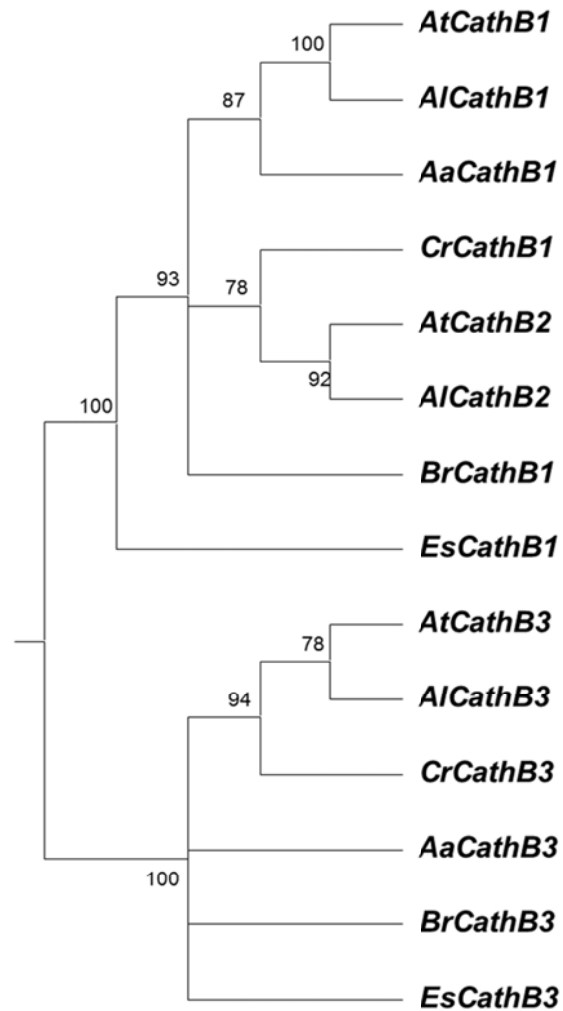 AtCathB1
100
AlCathB1
87
AaCathB1
CrCathB1
93
78
AtCathB2
92
AlCathB2
100
BrCathB1
EsCathB1
AtCathB3
78
AlCathB3
94
CrCathB3
AaCathB3
100
BrCathB3
EsCathB3